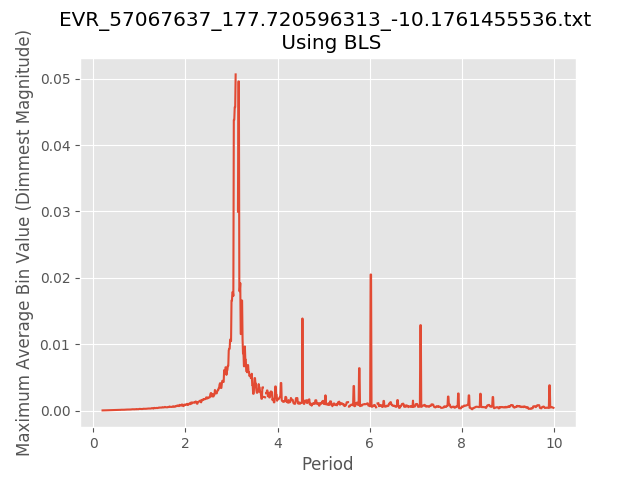 EVR_57067637_177.720596313_-10.1761455536.txt
Using BLS
Maximum Average Bin Value (Dimmest Magnitude)
0.05
0.04
0.03
0.02
0.01
0.00
0 2 4 6 8 10
Period